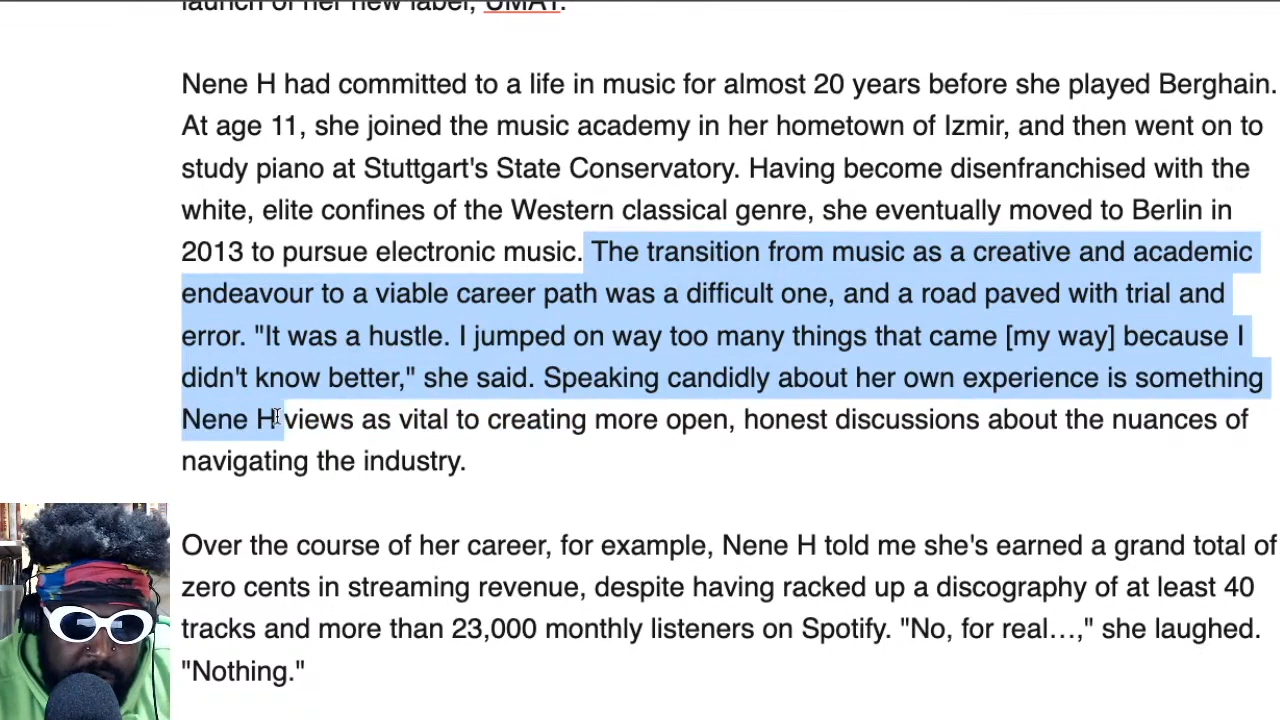 launch of her new label, UMAY.
Nene H had committed to a life in music for almost 20 years before she played Berghain.
At age 11, she joined the music academy in her hometown of Izmir, and then went on to
study piano at Stuttgart's State Conservatory. Having become disenfranchised with the
white, elite confines of the Western classical genre, she eventually moved to Berlin in
2013 to pursue electronic music. The transition from music as a creative and academic
endeavour to a viable career path was a difficult one, and a road paved with trial and
error. "It was a hustle. I jumped on way too many things that came [my way] because I
didn't know better," she said. Speaking candidly about her own experience is something
Nene H views as vital to creating more open, honest discussions about the nuances of
navigating the industry.
Over the course of her career, for example, Nene H told me she's earned a grand total of
zero cents in streaming revenue, despite having racked up a discography of at least 40
tracks and more than 23,000 monthly listeners on Spotify. "No, for real…," she laughed.
"Nothing."